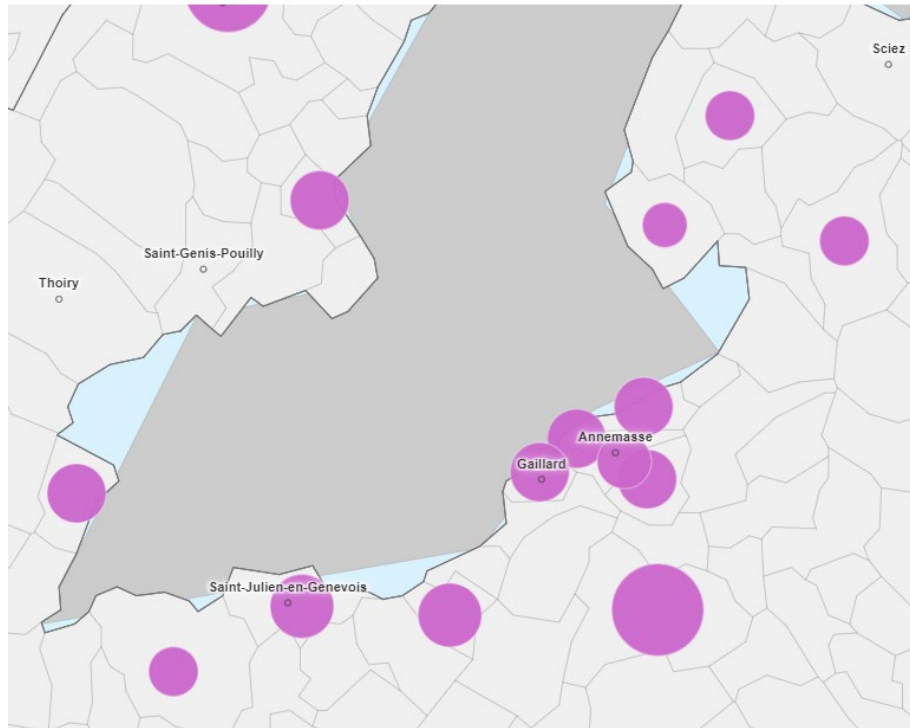 Sciez
Saint-Genis-Pouilly
Thoiry
Annemasse
Gaillard
Saint-Julien-en-Genevois